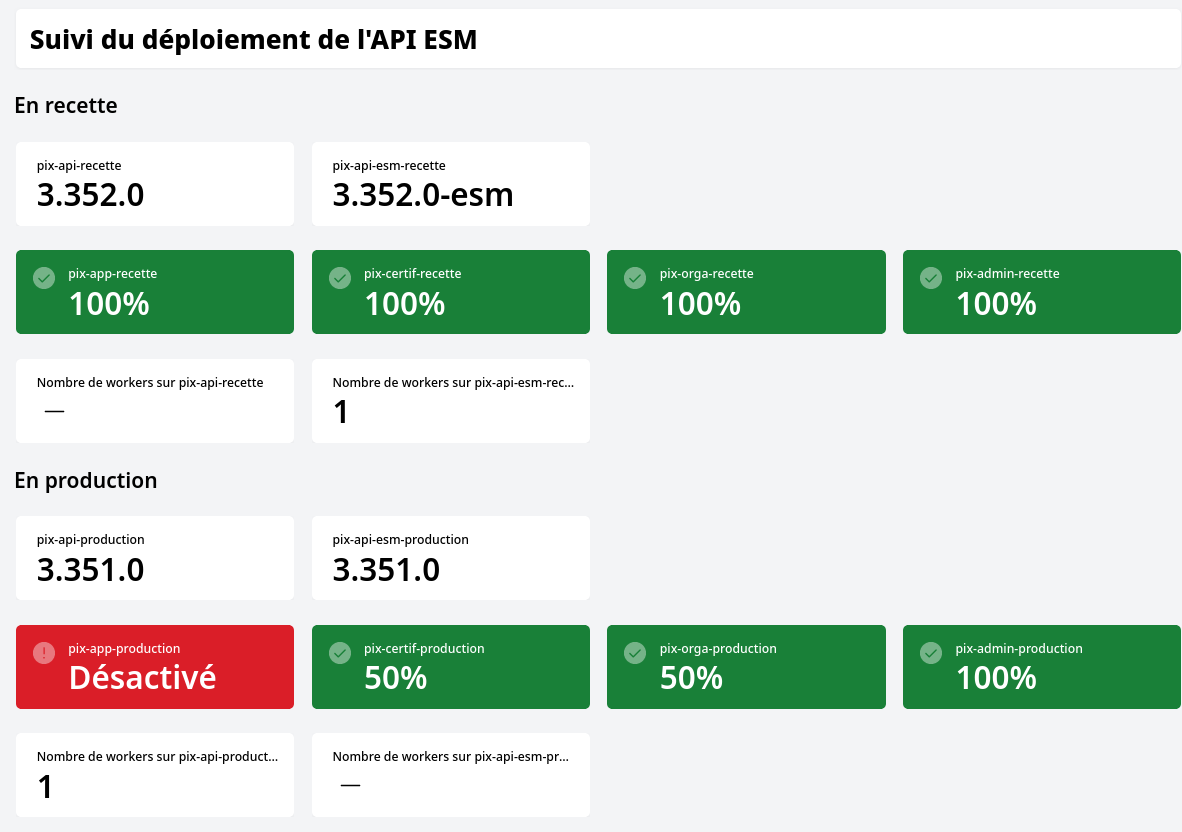 Suivi du déploiement de l'API ESM
En recette
pix-api-recette
3.352.0
pix-api-esm-recette
3.352.0-esm
pix-app-recette
100%
pix-certif-recette
100%
pix-orga-recette
100%
pix-admin-recette
100%
Nombre de workers sur pix-api-recette
—
Nombre de workers sur pix-api-esm-rec...
1
En production
pix-api-production
3.351.0
pix-api-esm-production
3.351.0
pix-app-production
Désactivé
pix-certif-production
50%
pix-orga-production
50%
pix-admin-production
100%
Nombre de workers sur pix-api-product...
1
Nombre de workers sur pix-api-esm-pr...
—